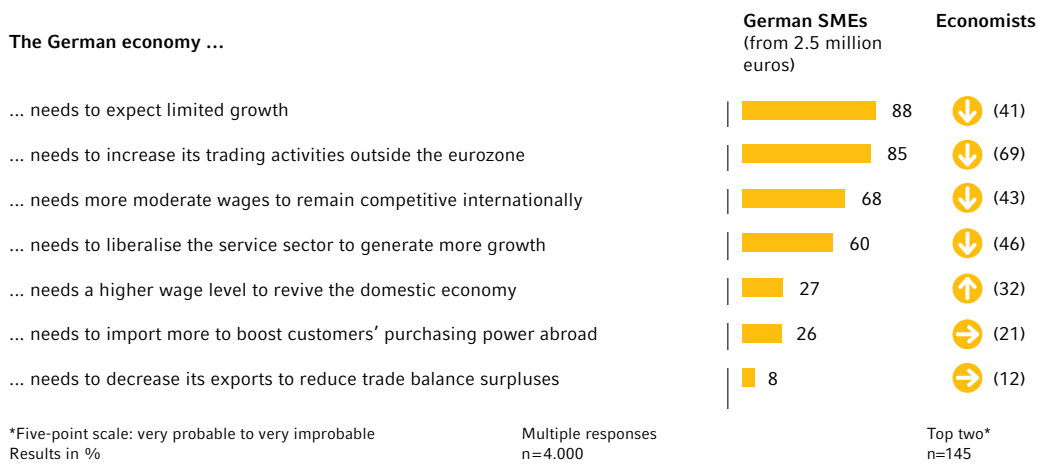 The German economy …
German SMEs
(from 2.5 million
euros)
Economists
… needs to expect limited growth 88 (41)
… needs to increase its trading activities outside the eurozone 85 (69)
… needs more moderate wages to remain competitive internationally 68 (43)
… needs to liberalise the service sector to generate more growth 60 (46)
… needs a higher wage level to revive the domestic economy 27 (32)
… needs to import more to boost customers’ purchasing power abroad 26 (21)
… needs to decrease its exports to reduce trade balance surpluses 8 (12)
*Five-point scale: very probable to very improbable
Results in %
Multiple responses
n=4,000
Top two*
n=145